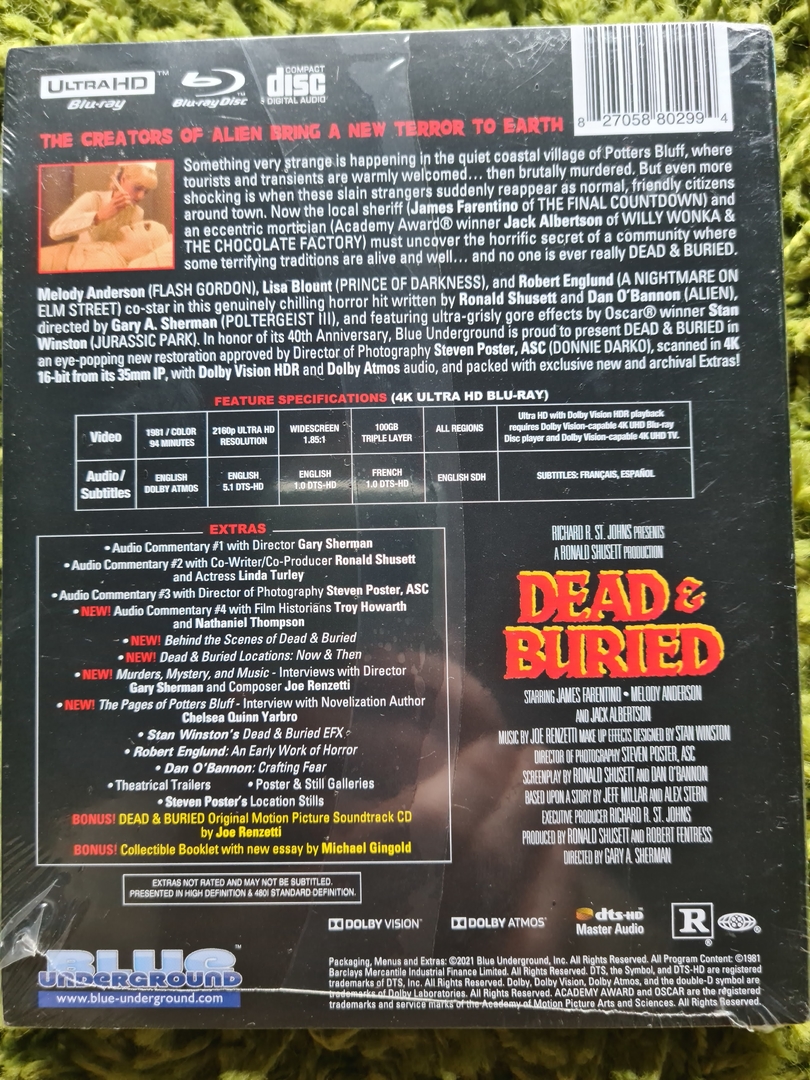 ULTRA HD™
Blu-ray
Blu-ray Disc
COMPACT
disc
DIGITAL AUDIO
8 27058 80299 4
THE CREATORS OF ALIEN BRING A NEW TERROR TO EARTH
Something very strange is happening in the quiet coastal village of Potters Bluff, where
tourists and transients are warmly welcomed... then brutally murdered. But even more
shocking is when these slain strangers suddenly reappear as normal, friendly citizens
around town. Now the local sheriff (James Farentino of THE FINAL COUNTDOWN) and
an eccentric mortician (Academy Award® winner Jack Albertson of WILLY WONKA &
THE CHOCOLATE FACTORY) must uncover the horrific secret of a community where
some terrifying traditions are alive and well... and no one is ever really DEAD & BURIED.
Melody Anderson (FLASH GORDON), Lisa Blount (PRINCE OF DARKNESS), and Robert Englund (A NIGHTMARE ON
ELM STREET) co-star in this genuinely chilling horror hit written by Ronald Shusett and Dan O'Bannon (ALIEN),
directed by Gary A. Sherman (POLTERGEIST III), and featuring ultra-grisly gore effects by Oscar® winner Stan
Winston (JURASSIC PARK). In honor of its 40th Anniversary, Blue Underground is proud to present DEAD & BURIED in
an eye-popping new restoration approved by Director of Photography Steven Poster, ASC (DONNIE DARKO), scanned in 4K
16-bit from its 35mm IP, with Dolby Vision HDR and Dolby Atmos audio, and packed with exclusive new and archival Extras!
FEATURE SPECIFICATIONS (4K ULTRA HD BLU-RAY)
Video
1981 / COLOR
94 MINUTES
2160p ULTRA HD
RESOLUTION
WIDESCREEN
1.85:1
100GB
TRIPLE LAYER
ALL REGIONS
Ultra HD with Dolby Vision HDR playback
requires Dolby Vision-capable 4K UHD Blu-ray
Disc player and Dolby Vision-capable 4K UHD TV.
Audio/
Subtitles
ENGLISH
DOLBY ATMOS
ENGLISH
5.1 DTS-HD
ENGLISH
1.0 DTS-HD
FRENCH
1.0 DTS-HD
ENGLISH SDH
SUBTITLES: FRANÇAIS, ESPAÑOL
EXTRAS
• Audio Commentary #1 with Director Gary Sherman
• Audio Commentary #2 with Co-Writer/Co-Producer Ronald Shusett
and Actress Linda Turley
• Audio Commentary #3 with Director of Photography Steven Poster, ASC
• NEW! Audio Commentary #4 with Film Historians Troy Howarth
and Nathaniel Thompson
• NEW! Behind the Scenes of Dead & Buried
• NEW! Dead & Buried Locations: Now & Then
• NEW! Murders, Mystery, and Music - Interviews with Director
Gary Sherman and Composer Joe Renzetti
• NEW! The Pages of Potters Bluff - Interview with Novelization Author
Chelsea Quinn Yarbro
• Stan Winston's Dead & Buried EFX
• Robert Englund: An Early Work of Horror
• Dan O'Bannon: Crafting Fear
• Theatrical Trailers • Poster & Still Galleries
• Steven Poster's Location Stills
BONUS! DEAD & BURIED Original Motion Picture Soundtrack CD
by Joe Renzetti
BONUS! Collectible Booklet with new essay by Michael Gingold
EXTRAS NOT RATED AND MAY NOT BE SUBTITLED.
PRESENTED IN HIGH DEFINITION & 480I STANDARD DEFINITION.
RICHARD R. ST. JOHNS PRESENTS
A RONALD SHUSETT PRODUCTION
DEAD &
BURIED
STARRING JAMES FARENTINO • MELODY ANDERSON
AND JACK ALBERTSON
MUSIC BY JOE RENZETTI MAKE UP EFFECTS DESIGNED BY STAN WINSTON
DIRECTOR OF PHOTOGRAPHY STEVEN POSTER, ASC
SCREENPLAY BY RONALD SHUSETT AND DAN O'BANNON
BASED UPON A STORY BY JEFF MILLAR AND ALEX STERN
EXECUTIVE PRODUCER RICHARD R. ST. JOHNS
PRODUCED BY RONALD SHUSETT AND ROBERT FENTRESS
DIRECTED BY GARY A. SHERMAN
DOLBY VISION™
DOLBY ATMOS®
dts-HD
Master Audio
R®
BLUE™
UNDERGROUND
www.blue-underground.com
Packaging, Menus and Extras: ©2021 Blue Underground, Inc. All Rights Reserved. All Program Content: ©1981
Barclays Mercantile Industrial Finance Limited. All Rights Reserved. DTS, the Symbol, and DTS-HD are registered
trademarks of DTS, Inc. All Rights Reserved. Dolby, Dolby Vision, Dolby Atmos, and the double-D symbol are
trademarks of Dolby Laboratories. All Rights Reserved. ACADEMY AWARD and OSCAR are the registered
trademarks and service marks of the Academy of Motion Picture Arts and Sciences. All Rights Reserved.